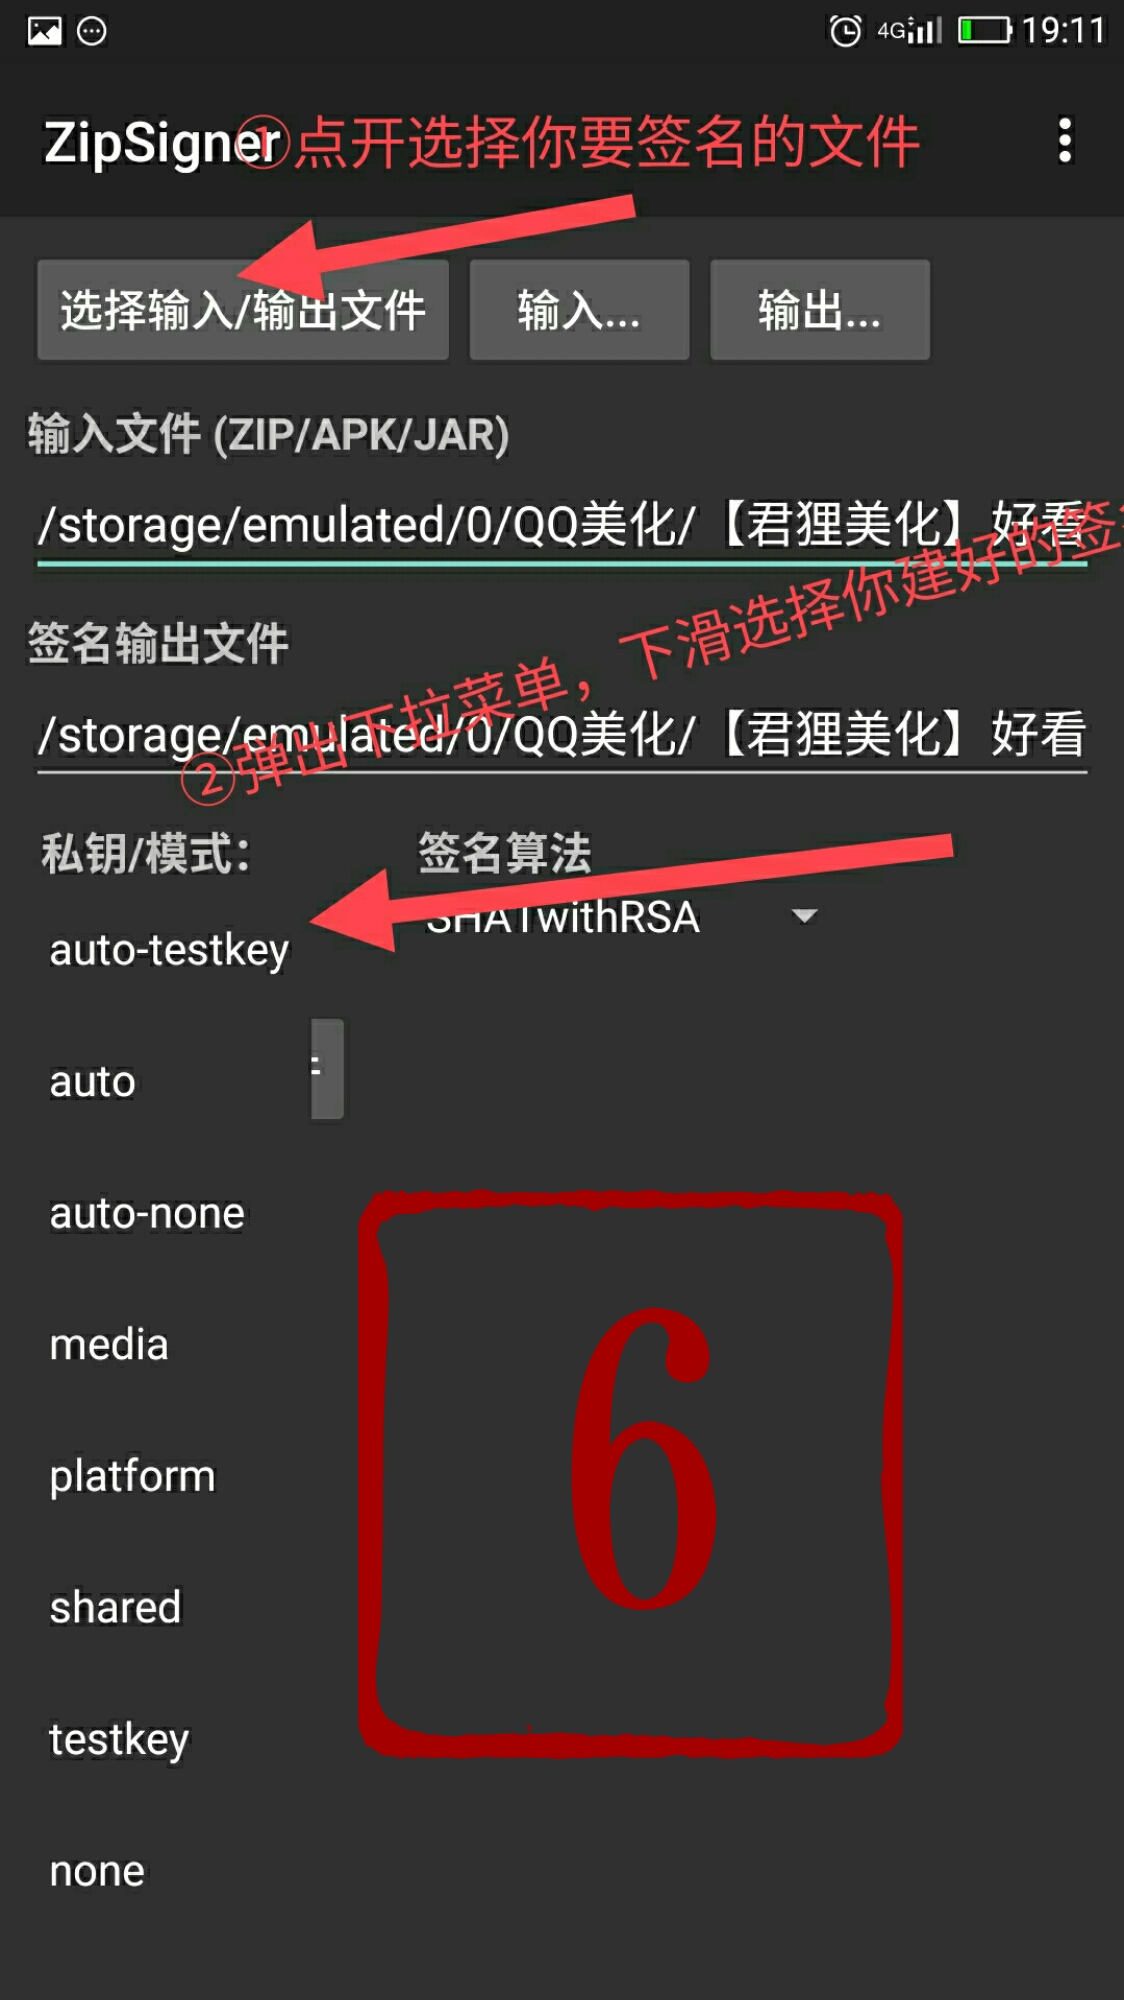 4G 19:11
ZipSigner
①点开选择你要签名的文件
选择输入/输出文件 输入... 输出...
输入文件 (ZIP/APK/JAR)
/storage/emulated/0/QQ美化/【君狸美化】好看
签名输出文件
/storage/emulated/0/QQ美化/【君狸美化】好看
②弹出下拉菜单，下滑选择你建好的签
私钥/模式： 签名算法
SHA1withRSA
auto-testkey
auto
auto-none
media
platform
shared
testkey
none
6